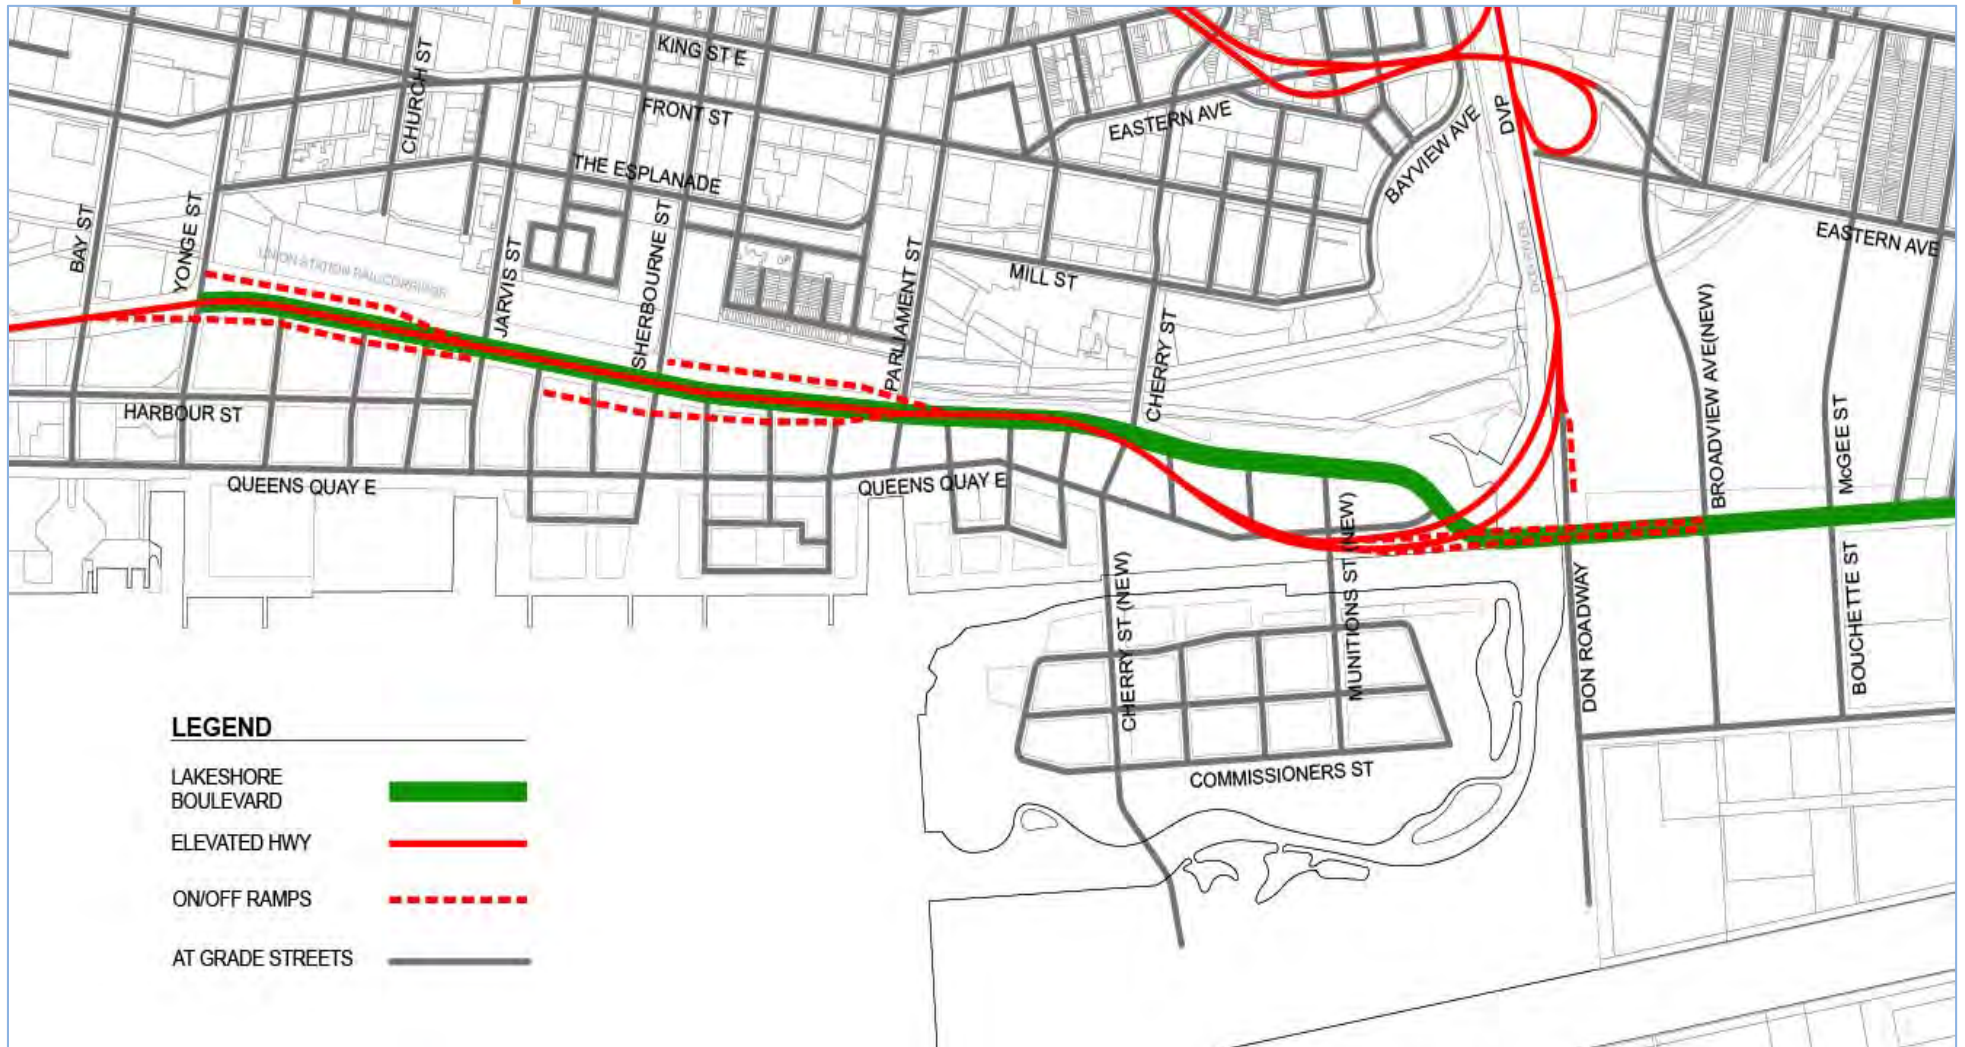 KING ST E
CHURCH ST
FRONT ST
EASTERN AVE
BAYVIEW AVE
DVP
THE ESPLANADE
BAY ST
YONGE ST
UNION STATION RAIL CORRIDOR
JARVIS ST
SHERBOURNE ST
PARLIAMENT ST
MILL ST
CHERRY ST
DON RIVER
EASTERN AVE
BROADVIEW AVE(NEW)
McGEE ST
HARBOUR ST
QUEENS QUAY E
QUEENS QUAY E
CHERRY ST (NEW)
MUNITIONS ST (NEW)
DON ROADWAY
BOUCHETTE ST
COMMISSIONERS ST
LEGEND
LAKESHORE
BOULEVARD
ELEVATED HWY
ON/OFF RAMPS
AT GRADE STREETS